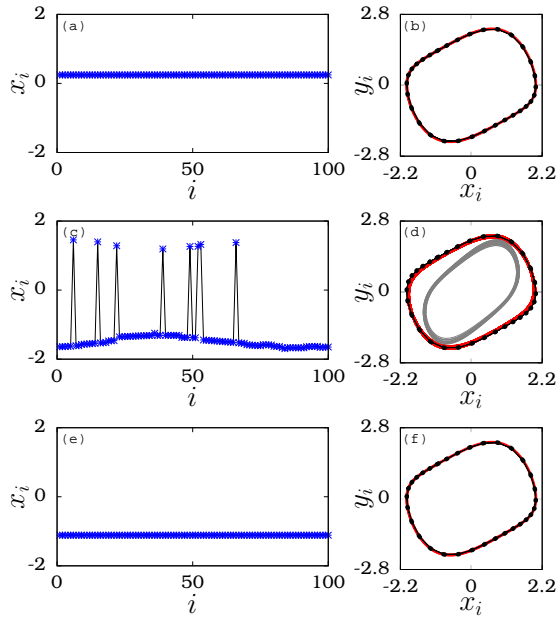 2 (a) 2.8 (b)
x_i 0 y_i 0
-2 -2.8
0 50 100 -2.2 0 2.2
i x_i
2 (c) 2.8 (d)
x_i 0 y_i 0
-2 -2.8
0 50 100 -2.2 0 2.2
i x_i
2 (e) 2.8 (f)
x_i 0 y_i 0
-2 -2.8
0 50 100 -2.2 0 2.2
i x_i